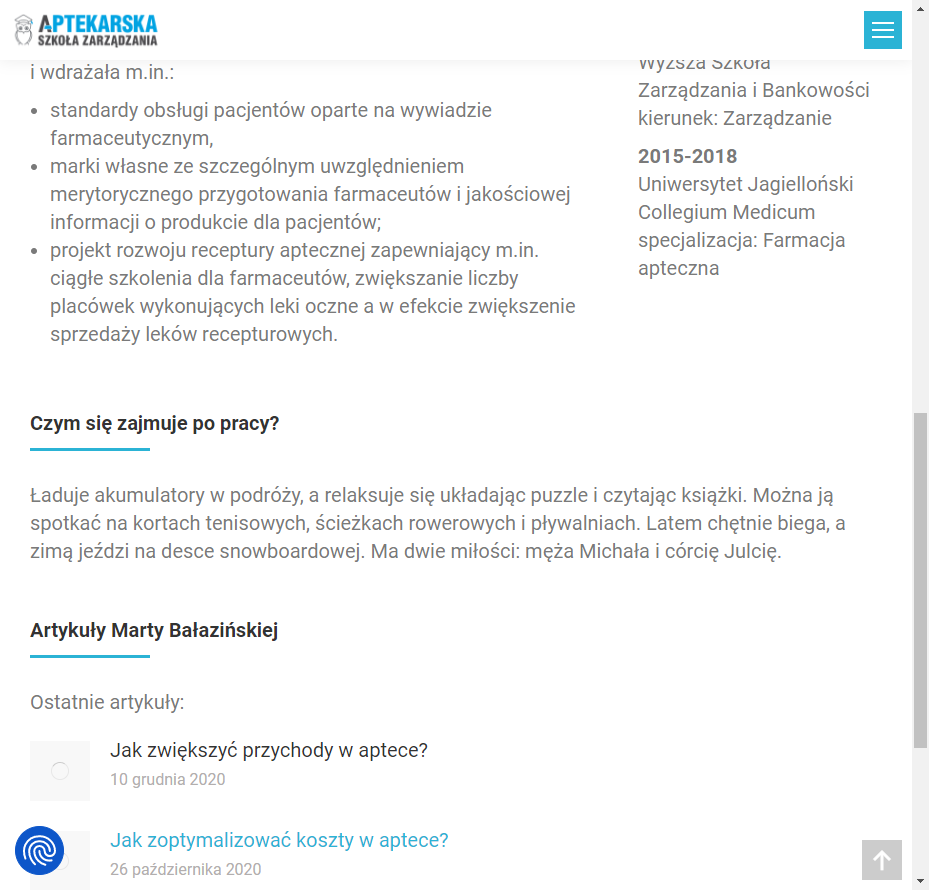 APTEKARSKA
SZKOŁA ZARZĄDZANIA
i wdrażała m.in.:
standardy obsługi pacjentów oparte na wywiadzie
farmaceutycznym,
marki własne ze szczególnym uwzględnieniem
merytorycznego przygotowania farmaceutów i jakościowej
informacji o produkcie dla pacjentów;
projekt rozwoju receptury aptecznej zapewniający m.in.
ciągłe szkolenia dla farmaceutów, zwiększanie liczby
placówek wykonujących leki oczne a w efekcie zwiększenie
sprzedaży leków recepturowych.
Wyższa Szkoła
Zarządzania i Bankowości
kierunek: Zarządzanie
2015-2018
Uniwersytet Jagielloński
Collegium Medicum
specjalizacja: Farmacja
apteczna
Czym się zajmuje po pracy?
Ładuje akumulatory w podróży, a relaksuje się układając puzzle i czytając książki. Można ją
spotkać na kortach tenisowych, ścieżkach rowerowych i pływalniach. Latem chętnie biega, a
zimą jeździ na desce snowboardowej. Ma dwie miłości: męża Michała i córcię Julcię.
Artykuły Marty Bałazińskiej
Ostatnie artykuły:
Jak zwiększyć przychody w aptece?
10 grudnia 2020
Jak zoptymalizować koszty w aptece?
26 października 2020